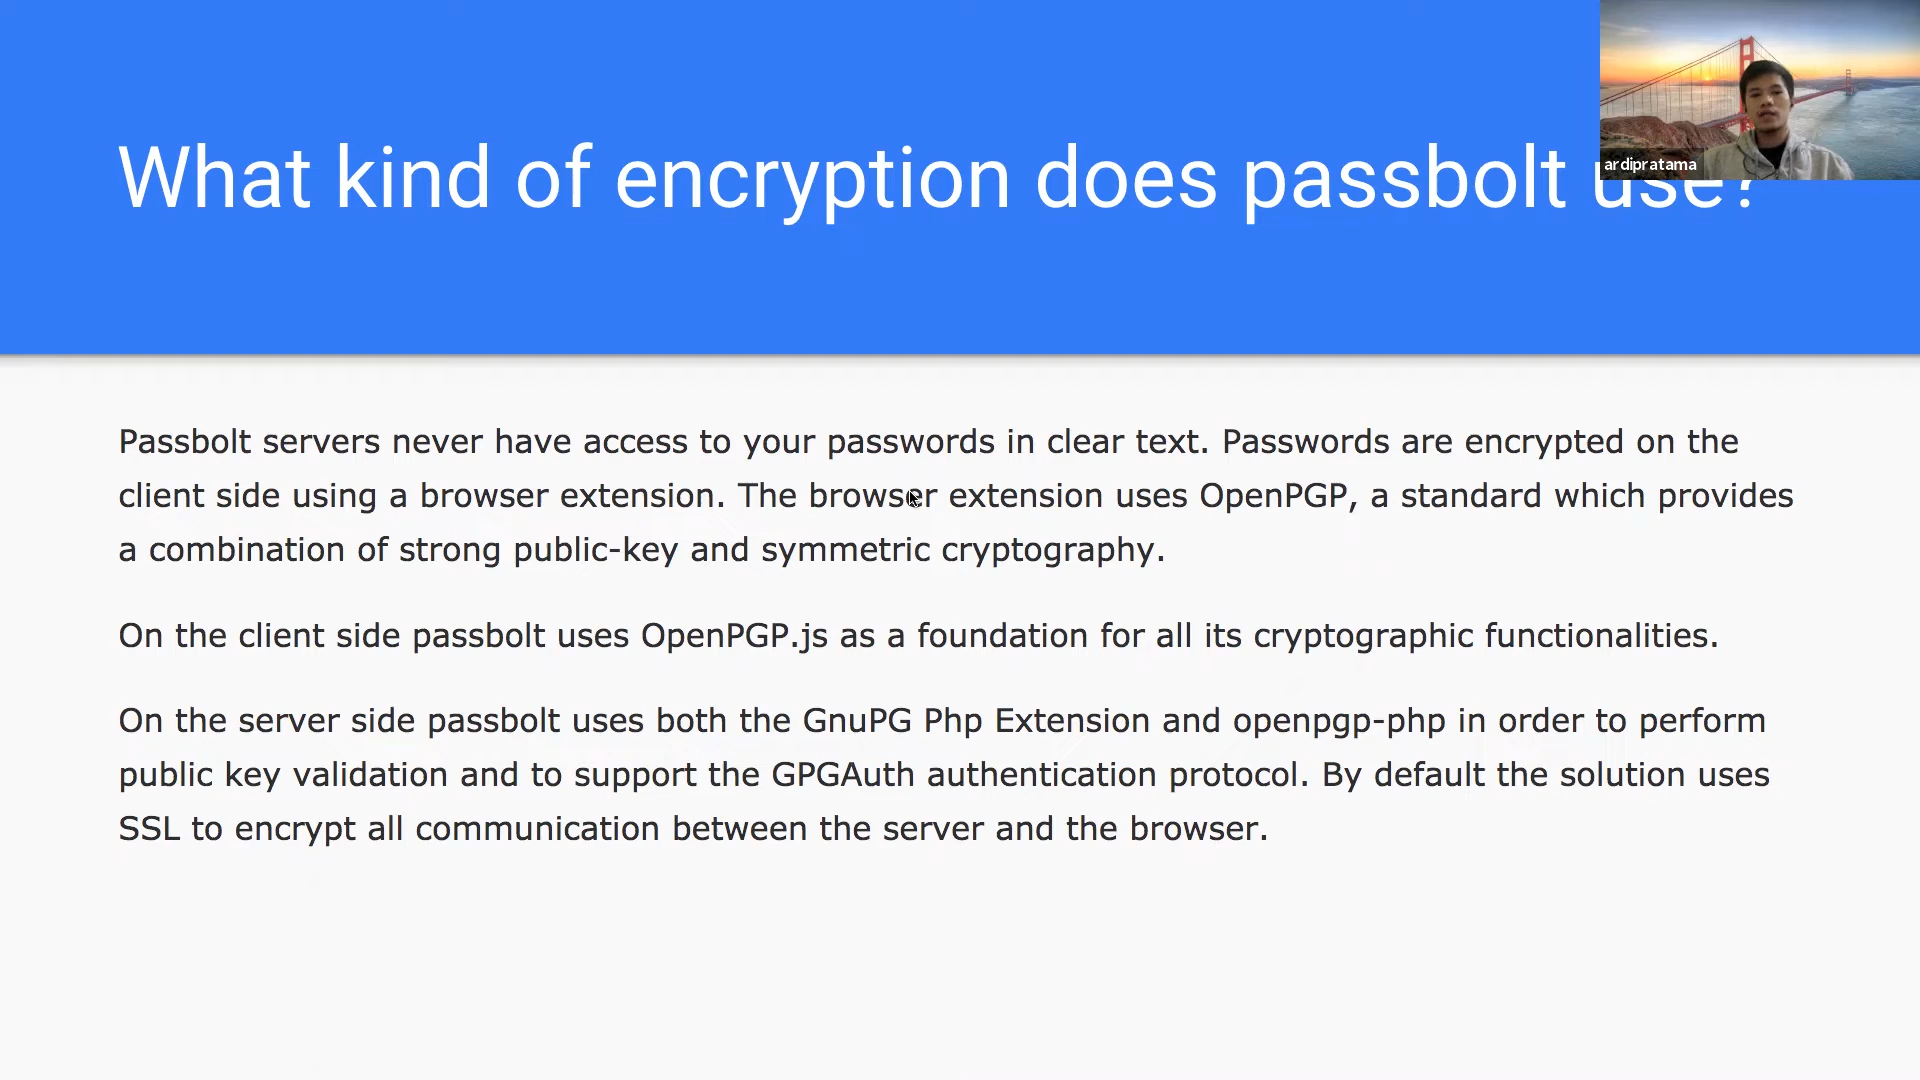 What kind of encryption does passbolt use?
ardipratama
Passbolt servers never have access to your passwords in clear text. Passwords are encrypted on the
client side using a browser extension. The browser extension uses OpenPGP, a standard which provides
a combination of strong public-key and symmetric cryptography.
On the client side passbolt uses OpenPGP.js as a foundation for all its cryptographic functionalities.
On the server side passbolt uses both the GnuPG Php Extension and openpgp-php in order to perform
public key validation and to support the GPGAuth authentication protocol. By default the solution uses
SSL to encrypt all communication between the server and the browser.